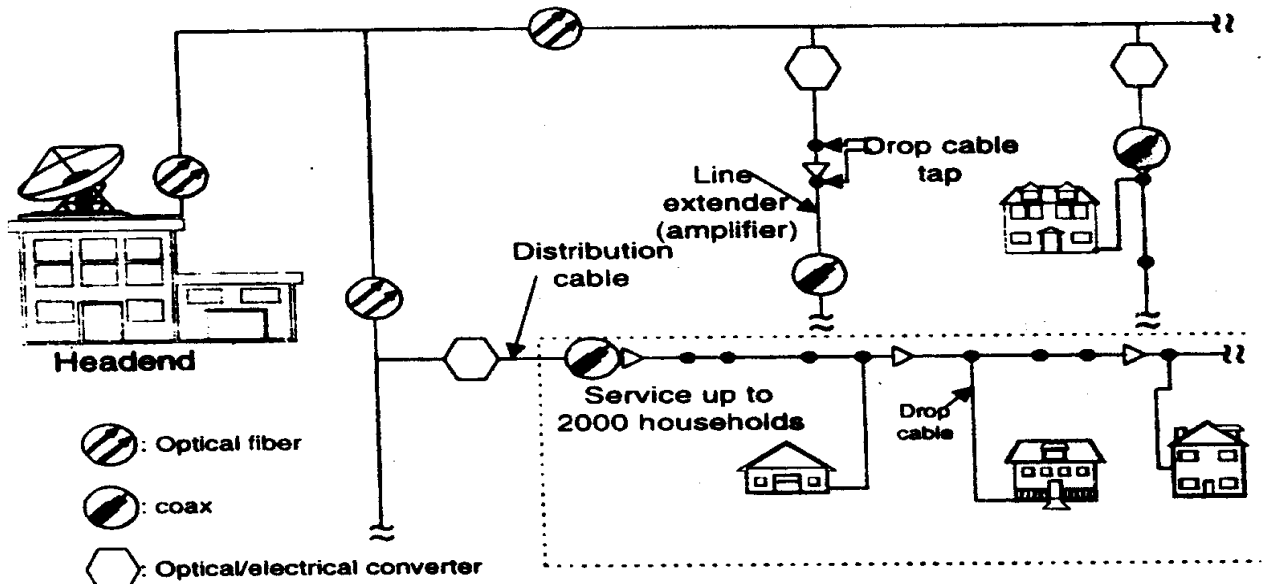 Drop cable
tap
Line
extender
(amplifier)
Distribution
cable
Headend
Service up to
2000 households
Drop
cable
: Optical fiber
: coax
: Optical/electrical converter